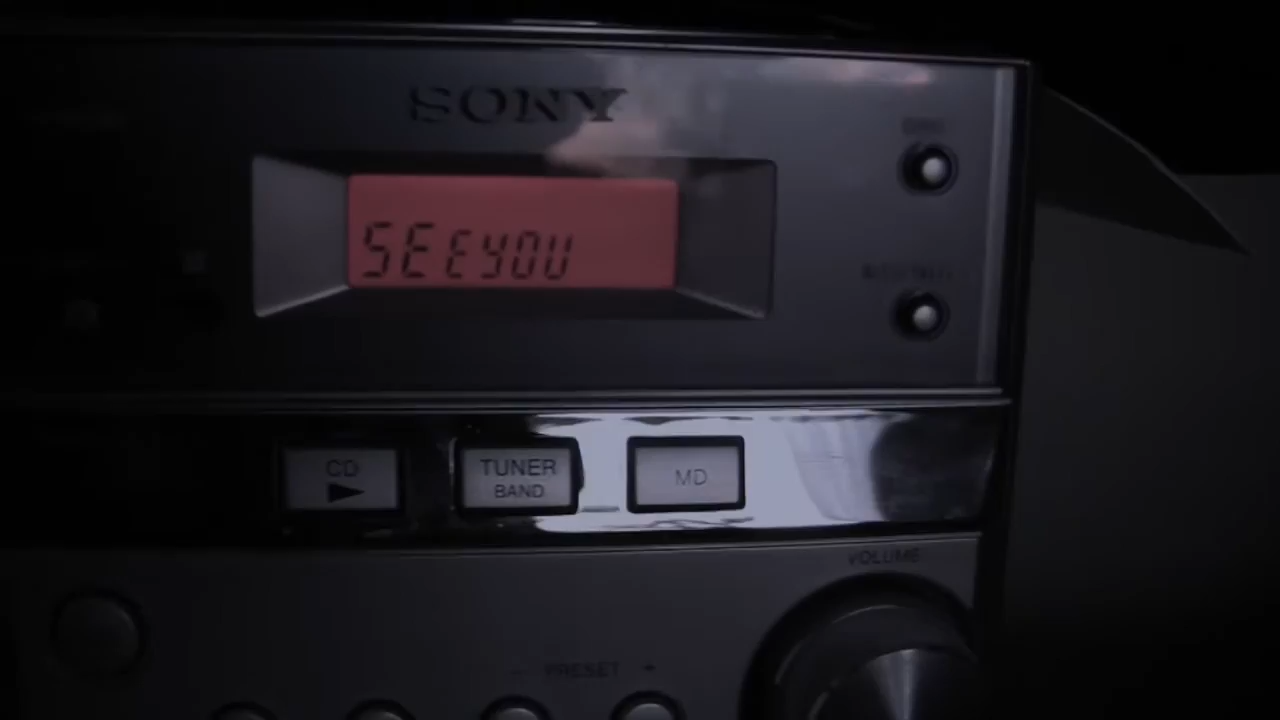 SONY
SEEYOU
CD
TUNER
BAND
MD
VOLUME
- PRESET +